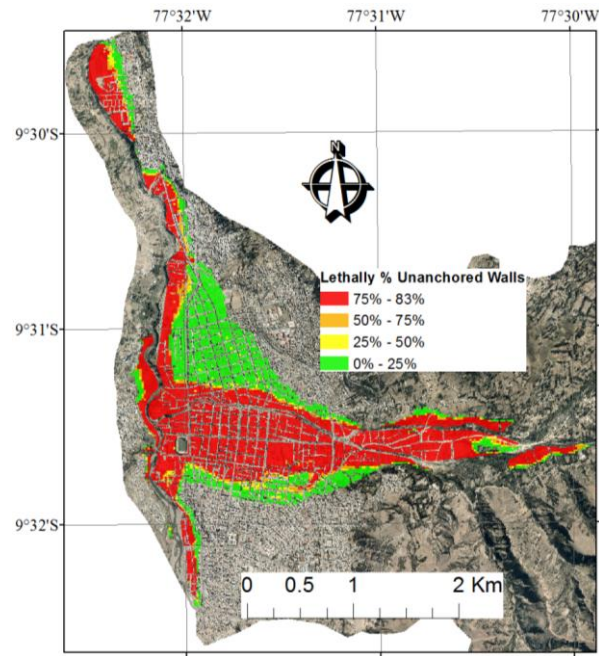 77°32'W 77°31'W 77°30'W
9°30'S
N
Lethally % Unanchored Walls
75% - 83%
50% - 75%
9°31'S
25% - 50%
0% - 25%
9°32'S
0 0.5 1 2 Km